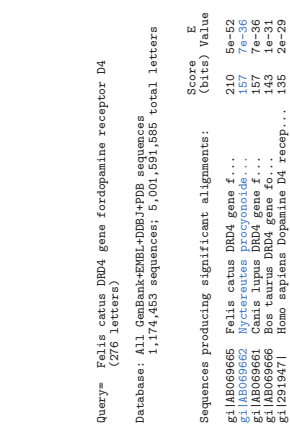 Query= Felis catus DRD4 gene fordopamine receptor D4
(276 letters)
Database: All GenBank+EMBL+DDBJ+PDB sequences
1,174,453 sequences; 5,001,591,585 total letters
Score E
Sequences producing significant alignments: (bits) Value
gi|AB069665 Felis catus DRD4 gene f... 210 5e-52
gi|AB069662 Nyctereutes procyonoide... 157 7e-36
gi|AB069661 Canis lupus DRD4 gene f... 157 7e-36
gi|AB069666 Bos taurus DRD4 gene fo... 143 1e-31
gi|291947| Homo sapiens Dopamine D4 recep... 135 2e-29